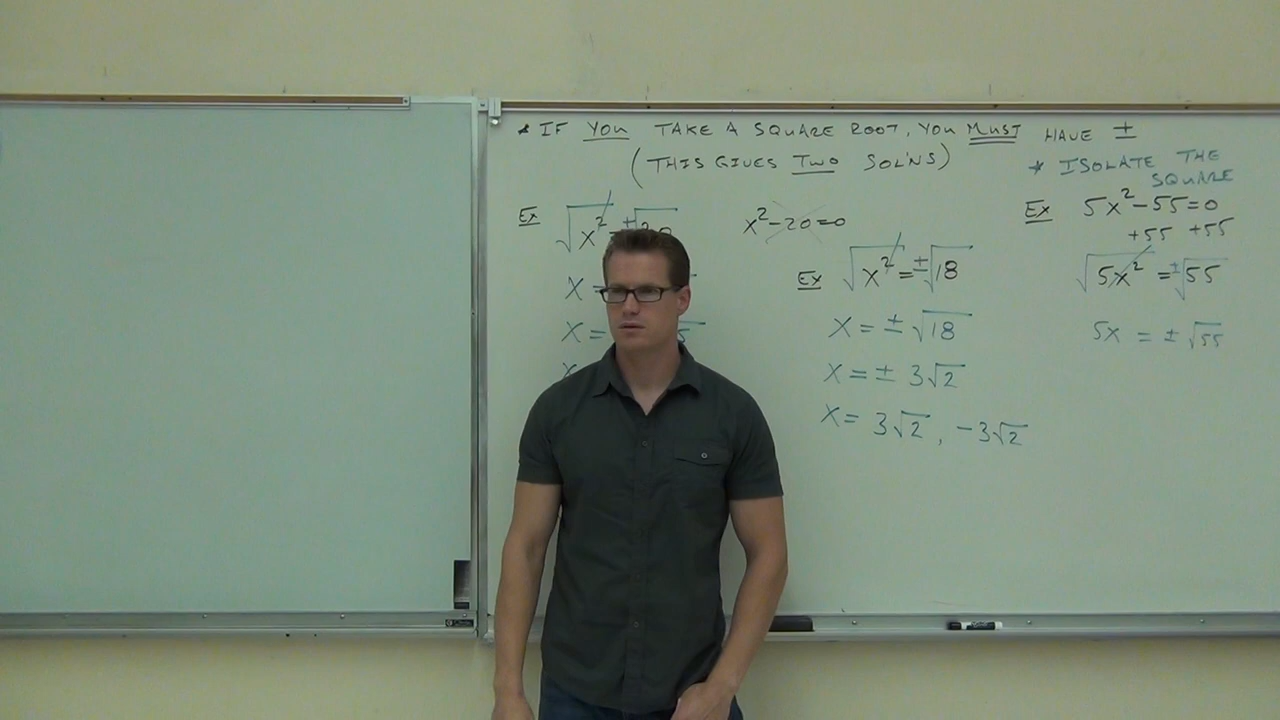 * IF YOU TAKE A SQUARE ROOT, YOU MUST HAVE ±
(THIS GIVES TWO SOL'NS)
* ISOLATE THE
SQUARE
Ex √x² = ±√20
x² - 20 = 0
X =
X =
X
Ex √x² = ±√18
X = ± √18
X = ± 3√2
X = 3√2, -3√2
Ex 5x² - 55 = 0
+55 +55
√5x² = ±√55
5x = ± √55